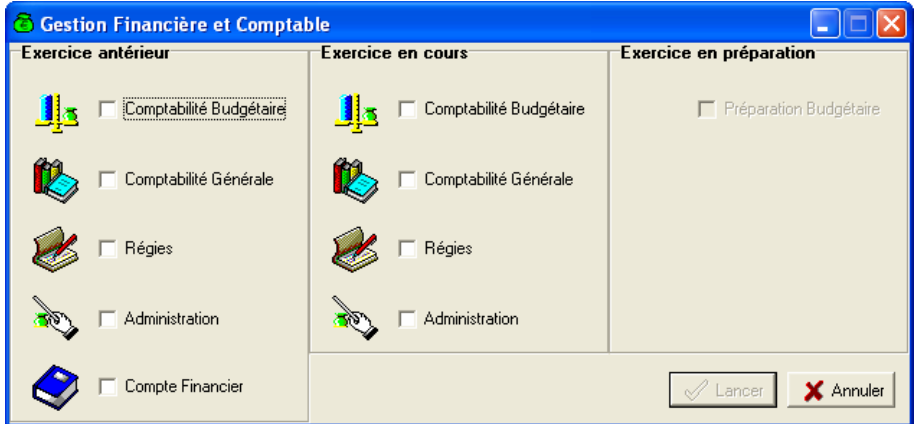 Gestion Financière et Comptable
Exercice antérieur
Comptabilité Budgétaire
Comptabilité Générale
Régies
Administration
Compte Financier
Exercice en cours
Comptabilité Budgétaire
Comptabilité Générale
Régies
Administration
Exercice en préparation
Préparation Budgétaire
Lancer
Annuler